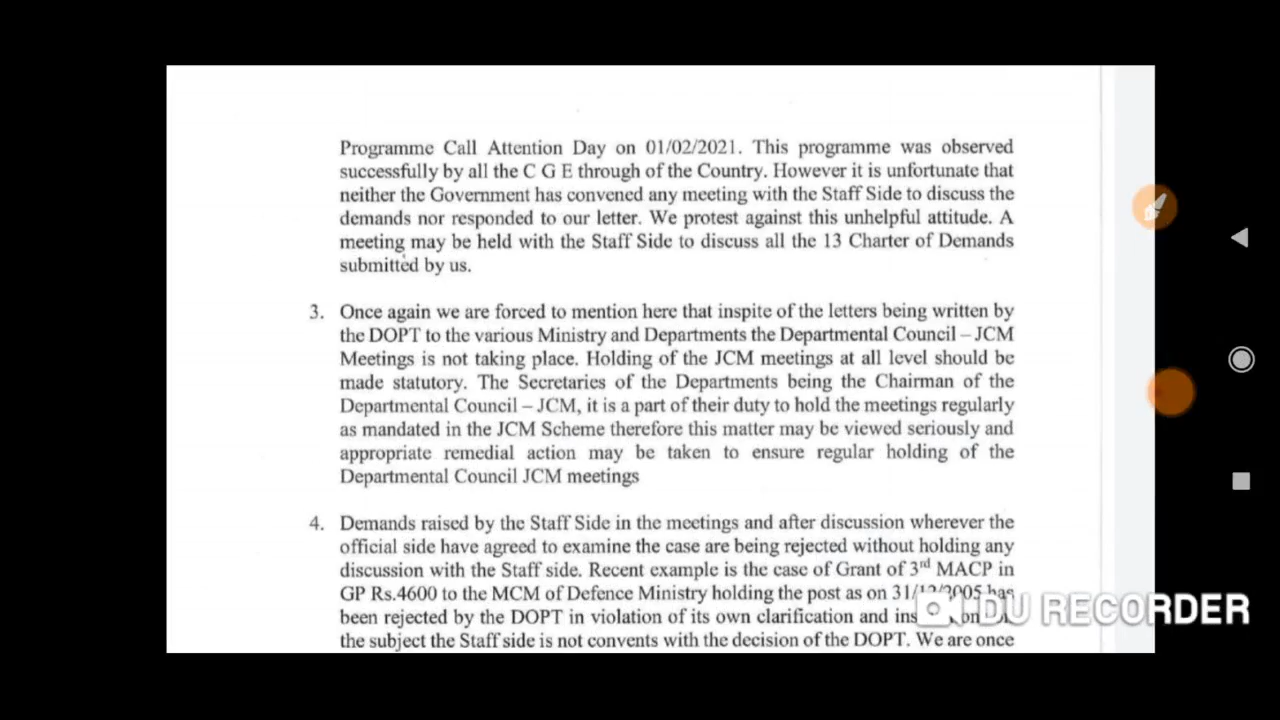 Programme Call Attention Day on 01/02/2021. This programme was observed
successfully by all the C G E through of the Country. However it is unfortunate that
neither the Government has convened any meeting with the Staff Side to discuss the
demands nor responded to our letter. We protest against this unhelpful attitude. A
meeting may be held with the Staff Side to discuss all the 13 Charter of Demands
submitted by us.
3. Once again we are forced to mention here that inspite of the letters being written by
the DOPT to the various Ministry and Departments the Departmental Council – JCM
Meetings is not taking place. Holding of the JCM meetings at all level should be
made statutory. The Secretaries of the Departments being the Chairman of the
Departmental Council – JCM, it is a part of their duty to hold the meetings regularly
as mandated in the JCM Scheme therefore this matter may be viewed seriously and
appropriate remedial action may be taken to ensure regular holding of the
Departmental Council JCM meetings
4. Demands raised by the Staff Side in the meetings and after discussion wherever the
official side have agreed to examine the case are being rejected without holding any
discussion with the Staff side. Recent example is the case of Grant of 3rd MACP in
GP Rs.4600 to the MCM of Defence Ministry holding the post as on 31/12/2005 has
been rejected by the DOPT in violation of its own clarification and
the subject the Staff side is not convents with the decision of the DOPT. We are once
DU RECORDER